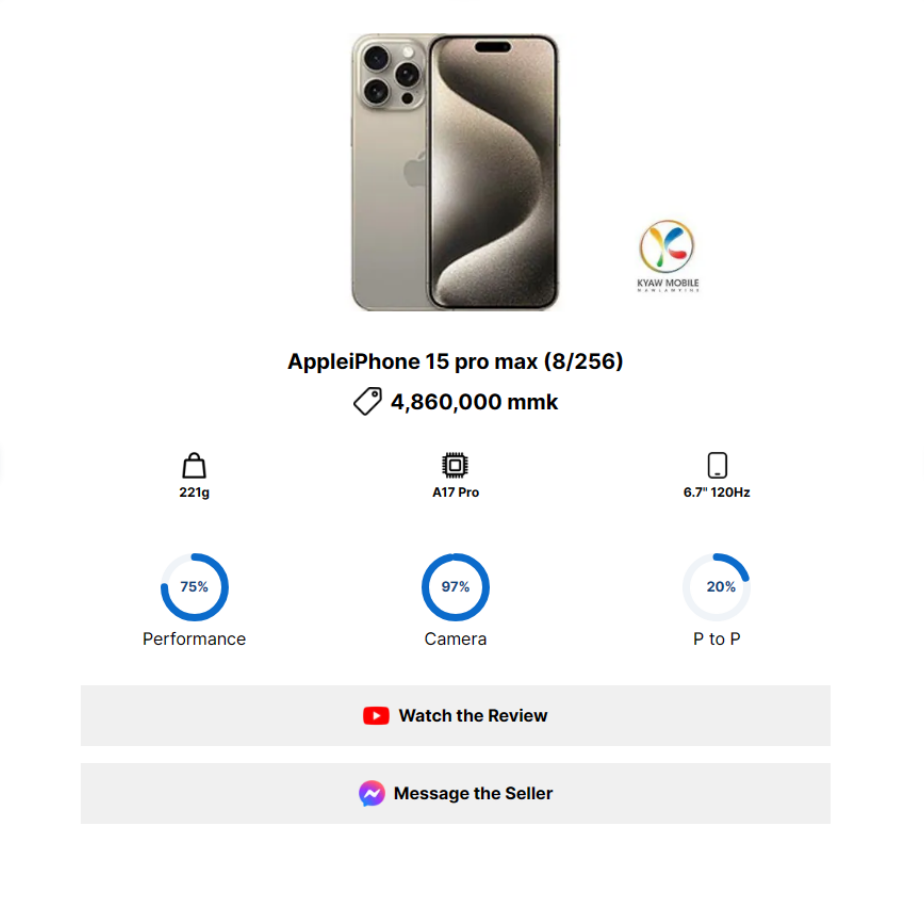 KYAW MOBILE
MAWLAMYINE
AppleiPhone 15 pro max (8/256)
4,860,000 mmk
221g
A17 Pro
6.7" 120Hz
75%
97%
20%
Performance
Camera
P to P
Watch the Review
Message the Seller